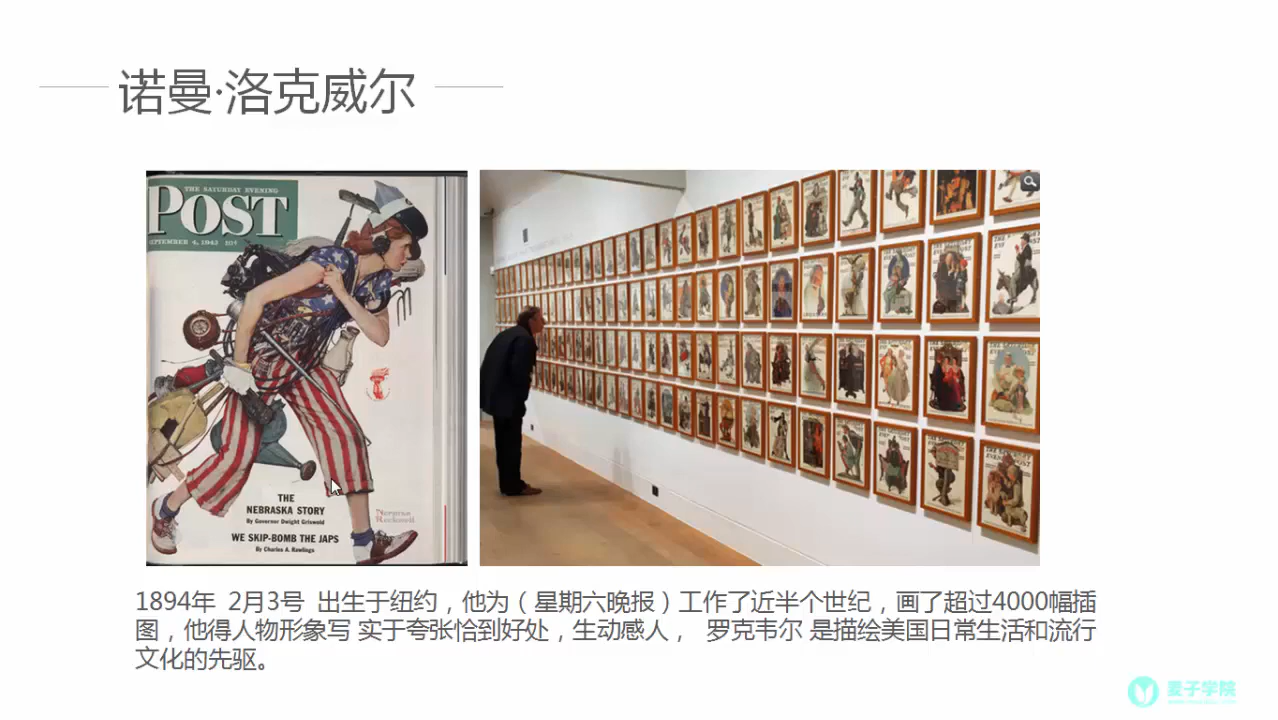 诺曼·洛克威尔
THE SATURDAY EVENING
POST
SEPTEMBER 4, 1943 10¢
THE
NEBRASKA STORY
By Governor Dwight Griswold
WE SKIP-BOMB THE JAPS
By Charles A. Rawlings
Norman
Rockwell
1894年 2月3号 出生于纽约，他为（星期六晚报）工作了近半个世纪，画了超过4000幅插
图，他得人物形象写 实于夸张恰到好处，生动感人， 罗克韦尔 是描绘美国日常生活和流行
文化的先驱。
麦子学院